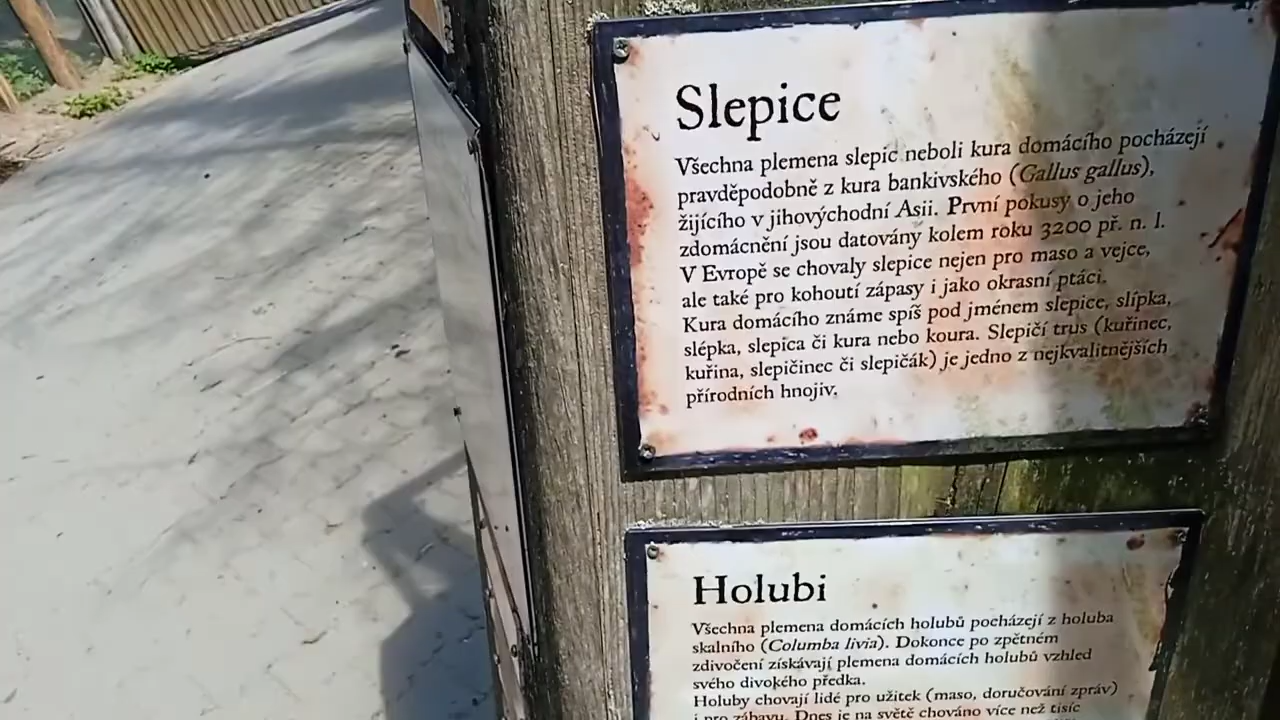 Slepice
Všechna plemena slepic neboli kura domácího pocházejí
pravděpodobně z kura bankivského (Gallus gallus),
žijícího v jihovýchodní Asii. První pokusy o jeho
zdomácnění jsou datovány kolem roku 3200 př. n. l.
V Evropě se chovaly slepice nejen pro maso a vejce,
ale také pro kohoutí zápasy i jako okrasní ptáci.
Kura domácího známe spíš pod jménem slepice, slípka,
slépka, slepica či kura nebo koura. Slepičí trus (kuřinec,
kuřina, slepičinec či slepičák) je jedno z nejkvalitnějších
přírodních hnojiv.
Holubi
Všechna plemena domácích holubů pocházejí z holuba
skalního (Columba livia). Dokonce po zpětném
zdivočení získávají plemena domácích holubů vzhled
svého divokého předka.
Holuby chovají lidé pro užitek (maso, doručování zpráv)
i pro zábavu. Dnes je na světě chováno více než tisíc